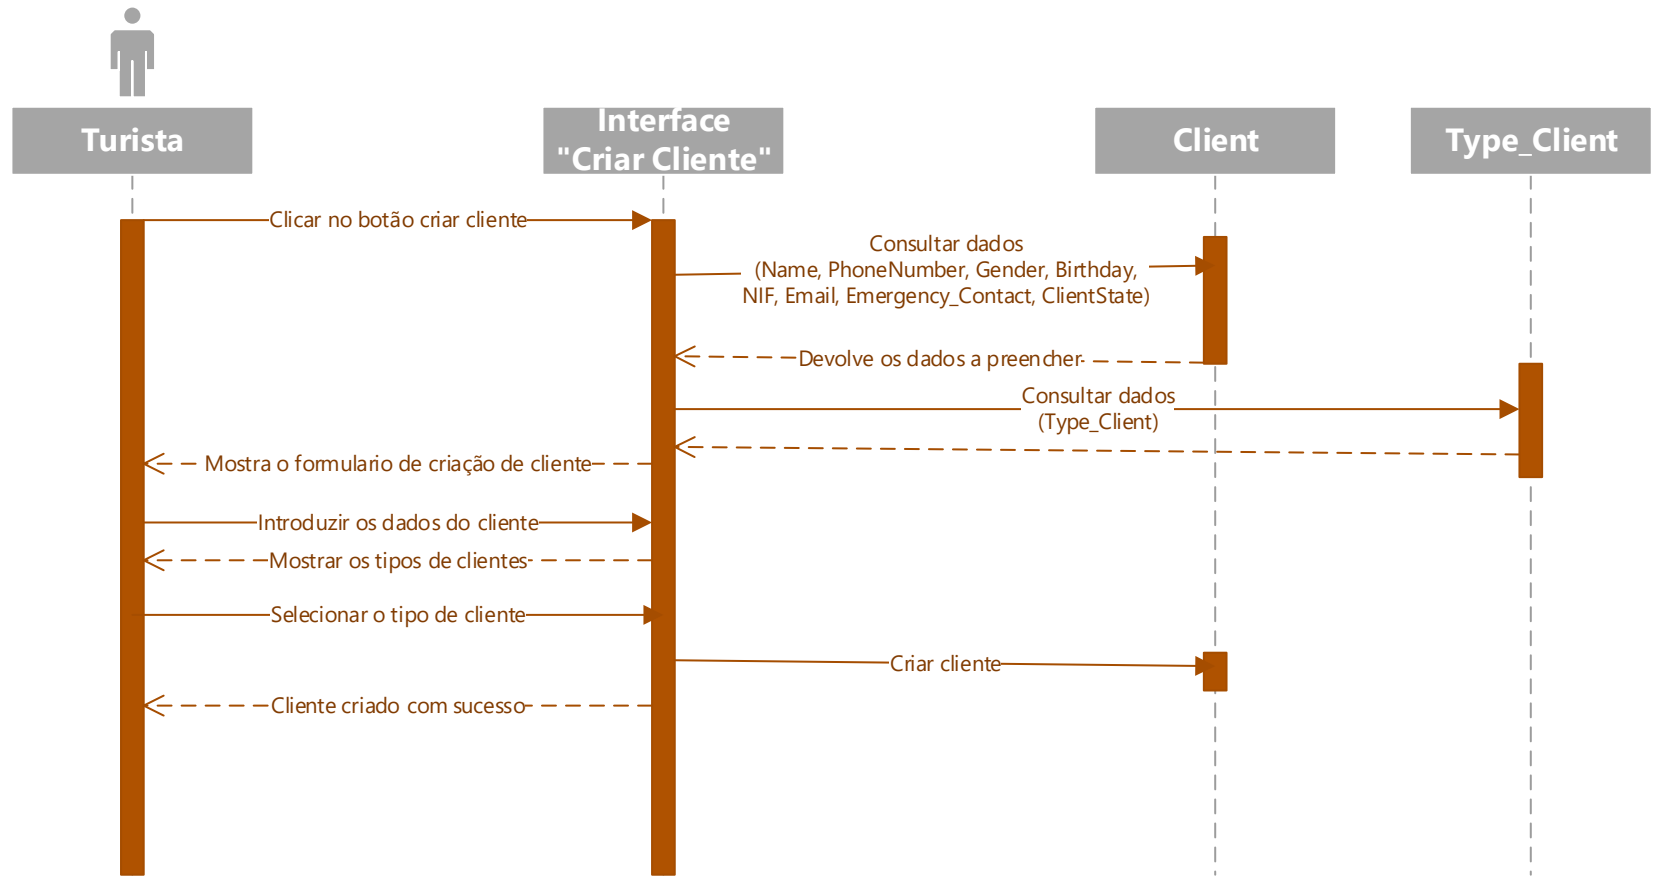 Turista
Interface
"Criar Cliente"
Client
Type_Client
Clicar no botão criar cliente
Consultar dados
(Name, PhoneNumber, Gender, Birthday,
NIF, Email, Emergency_Contact, ClientState)
Devolve os dados a preencher
Consultar dados
(Type_Client)
Mostra o formulario de criação de cliente
Introduzir os dados do cliente
Mostrar os tipos de clientes
Selecionar o tipo de cliente
Criar cliente
Cliente criado com sucesso